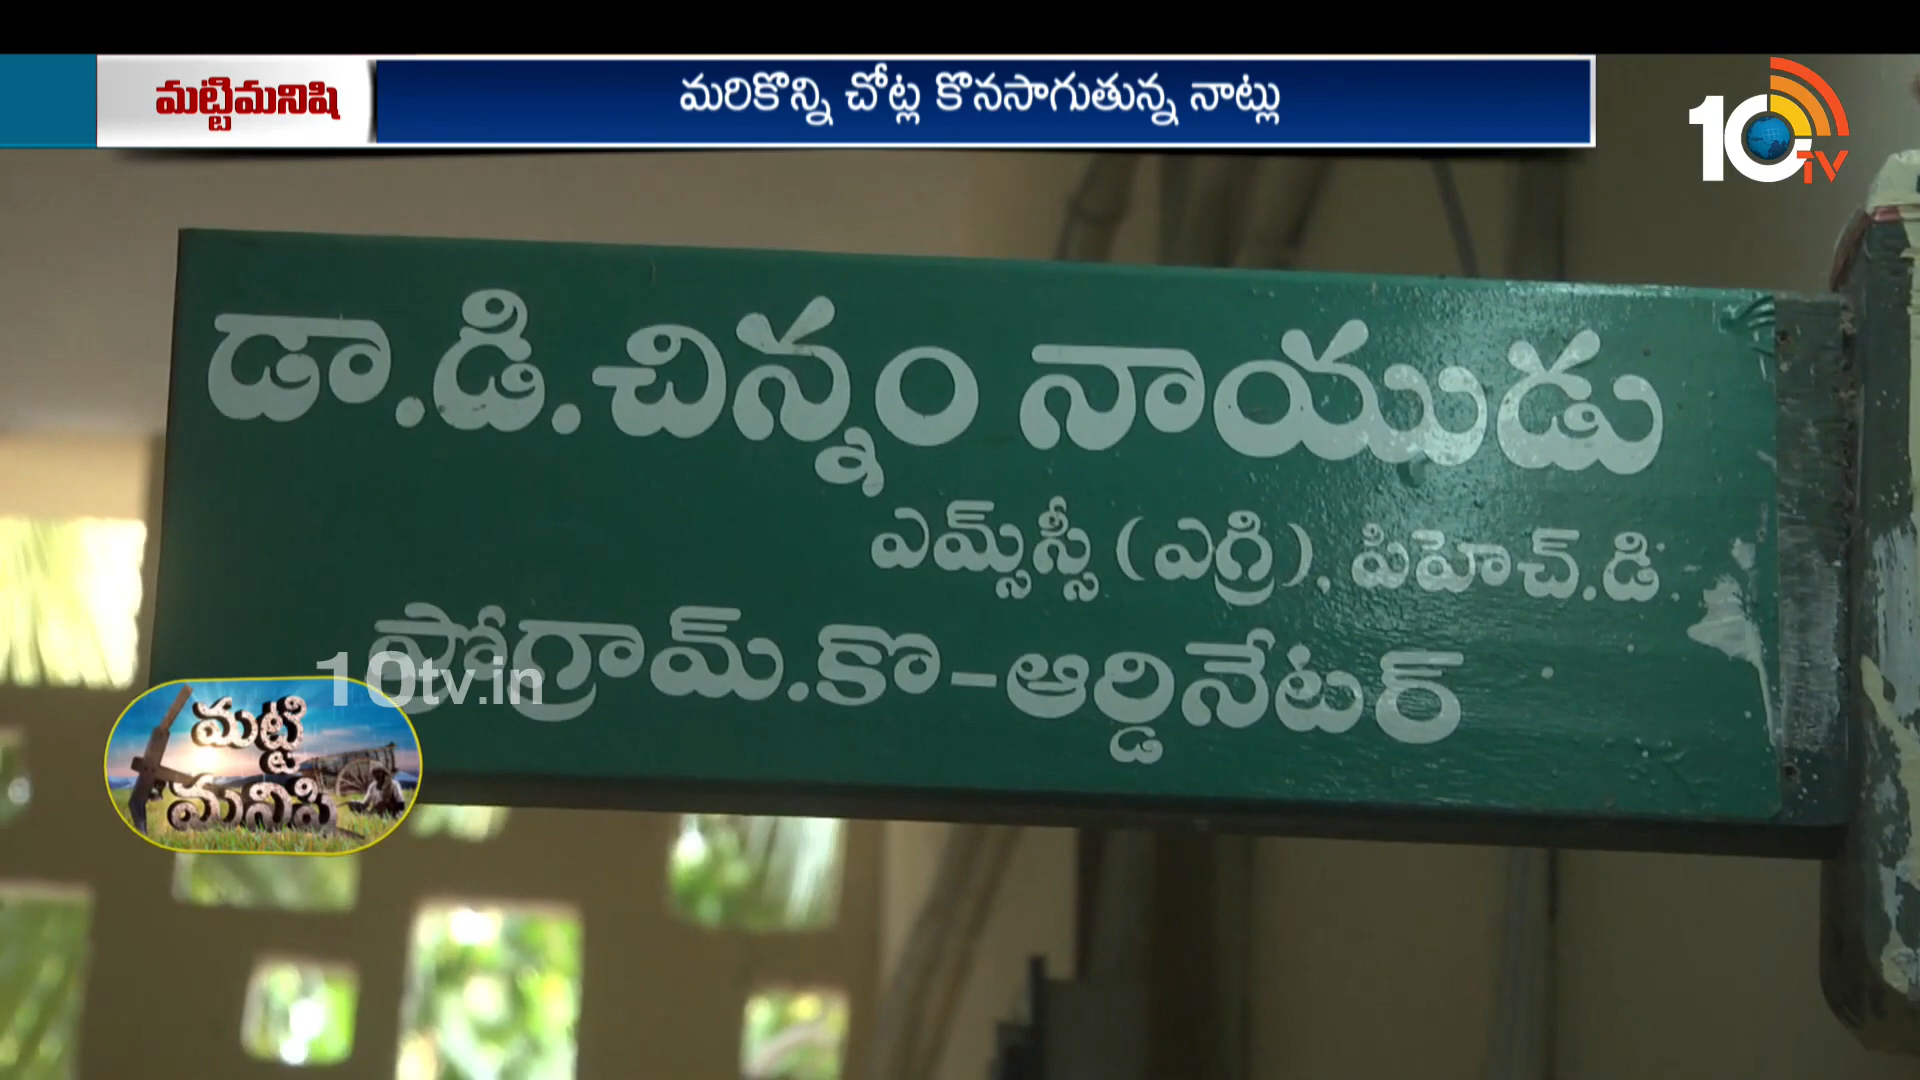 మట్టిమనిషి
మరికొన్ని చోట్ల కొనసాగుతున్న నాట్లు
10TV
డా.డి.చిన్నం నాయుడు
ఎమ్స్‌స్సీ (ఎగ్రి), పిహెచ్.డి.
ప్రోగ్రామ్.కొ-ఆర్డినేటర్
10tv.in
మట్టి
మనిషి